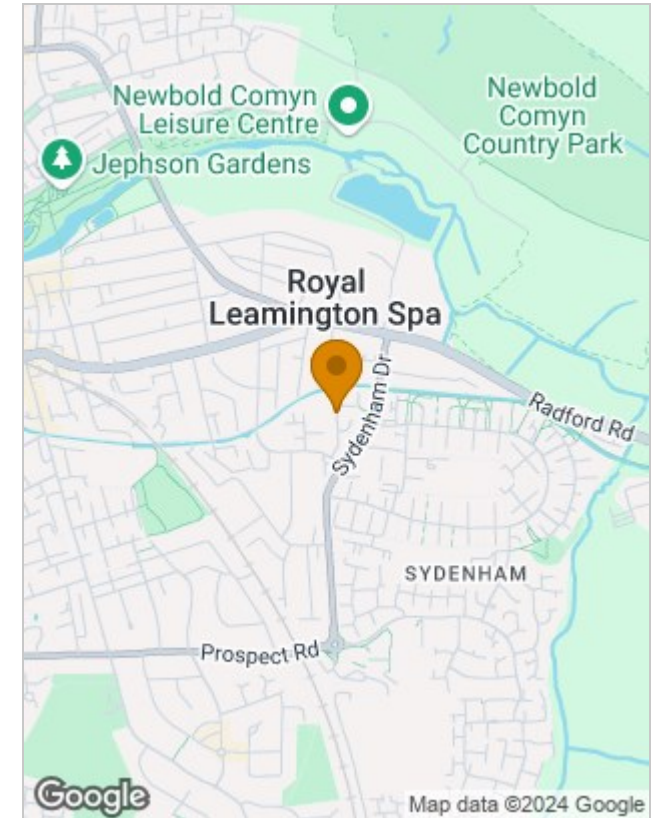 Newbold Comyn
Leisure Centre
Newbold
Comyn
Country Park
Jephson Gardens
Royal
Leamington Spa
Sydenham Dr
Radford Rd
SYDENHAM
Prospect Rd
Google
Map data ©2024 Google